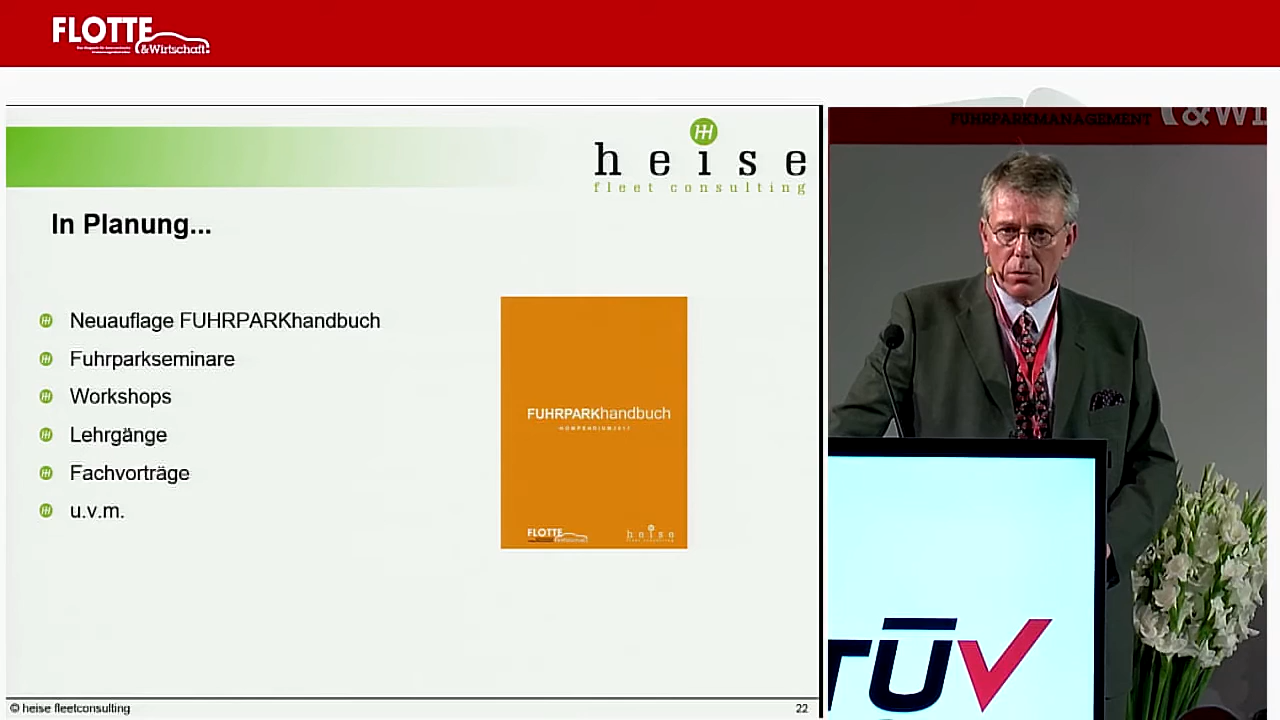 FLOTTE
&Wirtschaft
heise
fleet consulting
In Planung...
Neuauflage FUHRPARKhandbuch
Fuhrparkseminare
Workshops
Lehrgänge
Fachvorträge
u.v.m.
FUHRPARKhandbuch
FLOTTE
heise
© heise fleetconsulting
22
FUHRPARKMANAGEMENT
&WI
TÜV